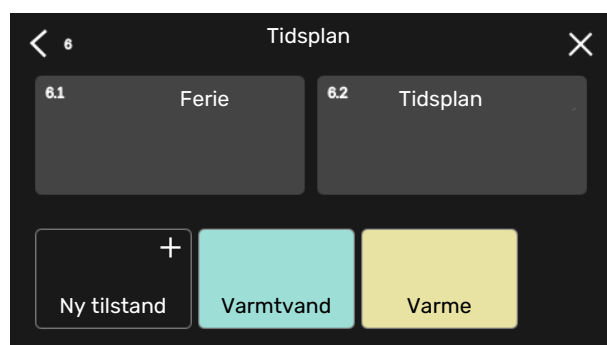 6 Tidsplan
6.1 Ferie
6.2 Tidsplan
Ny tilstand
Varmtvand
Varme